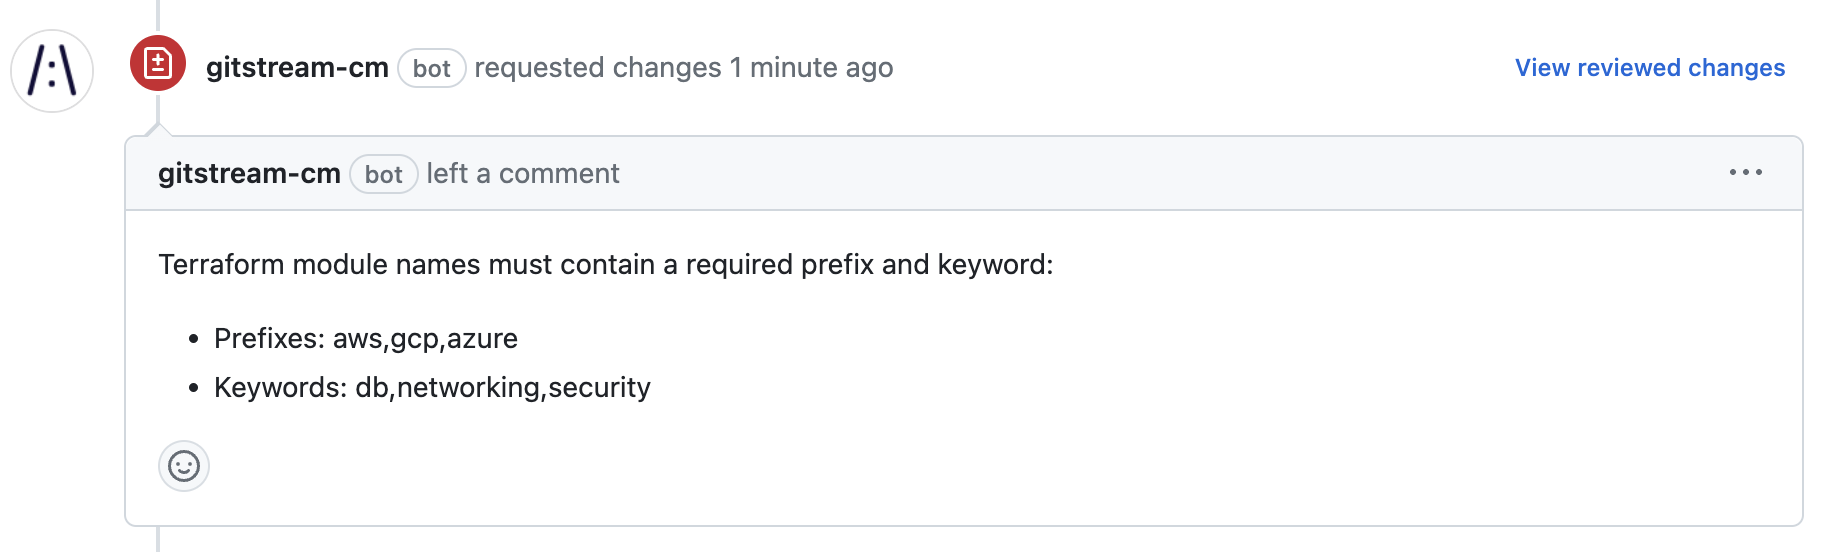 gitstream-cm bot requested changes 1 minute ago View reviewed changes
gitstream-cm bot left a comment
Terraform module names must contain a required prefix and keyword:
• Prefixes: aws,gcp,azure
• Keywords: db,networking,security